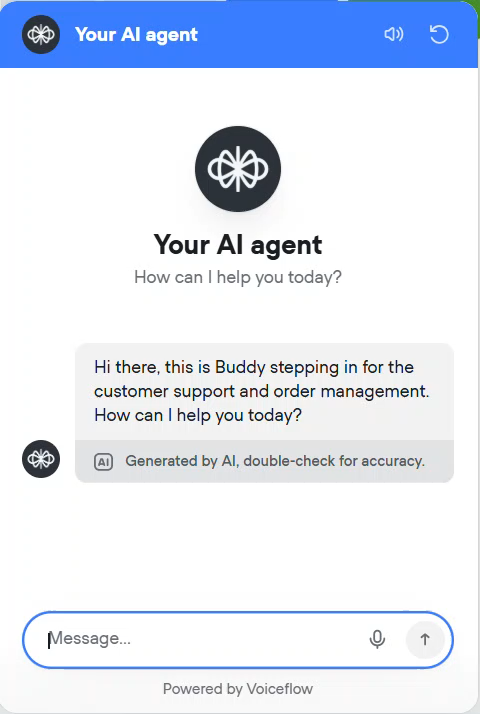 Your AI agent
Your AI agent
How can I help you today?
Hi there, this is Buddy stepping in for the
customer support and order management.
How can I help you today?
AI Generated by AI, double-check for accuracy.
Message...
Powered by Voiceflow